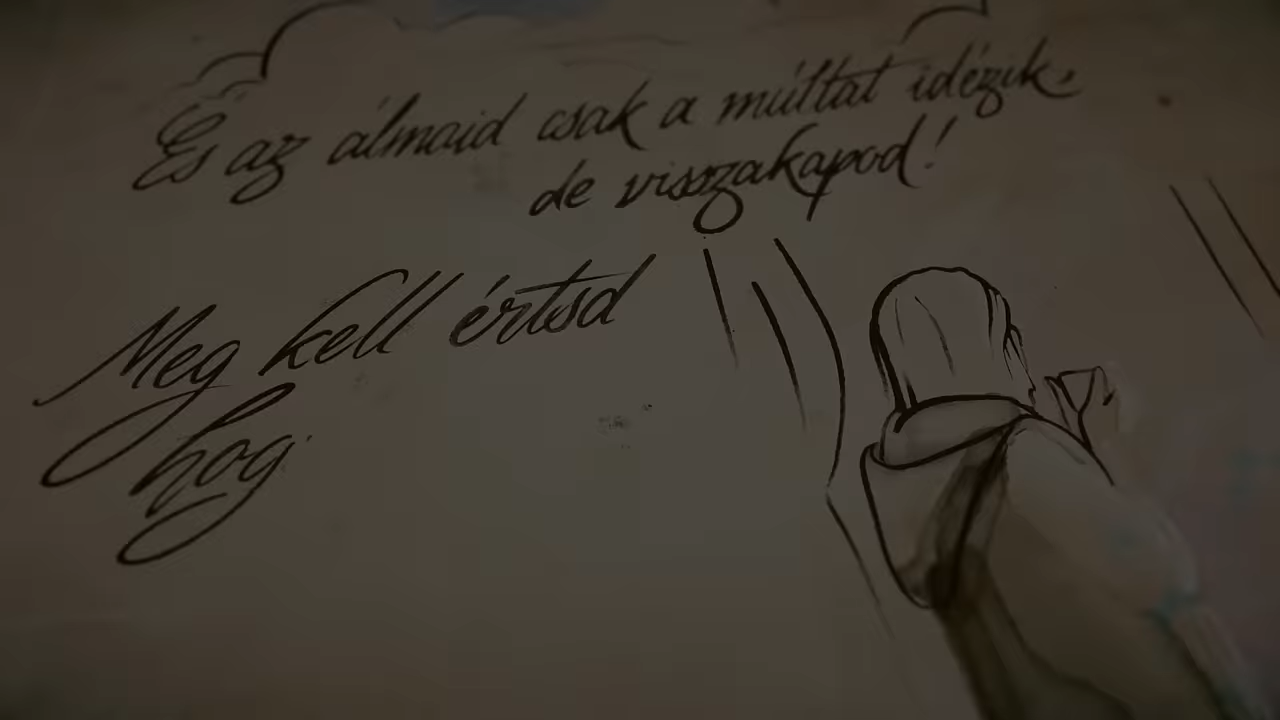 És az álmaid csak a múltat idézik,
de visszakapod!
Meg kell értsd
hog